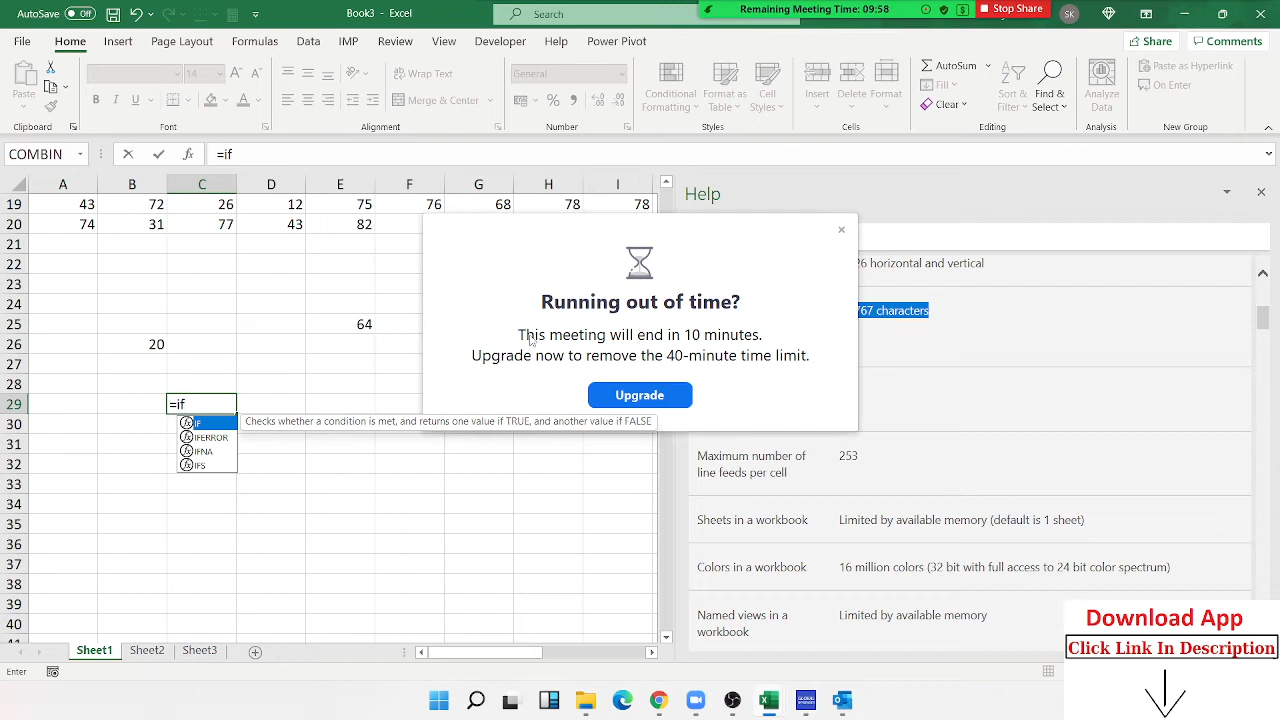 AutoSave Off
Book1 - Excel
Search
Remaining Meeting Time: 09:58
Stop Share
SK
File Home Insert Page Layout Formulas Data IMP Review View Developer Help Power Pivot
Share Comments
Paste
Clipboard
14
B I U
Font
Wrap Text
Merge & Center
Alignment
General
Number
Conditional Formatting
Format as Table
Cell Styles
Styles
Insert Delete Format
Cells
AutoSum
Fill
Clear
Sort & Filter
Find & Select
Editing
Analyze Data
Analysis
Paste as Hyperlink
On Enter
New Group
COMBIN
fx =if
A B C D E F G H I
19 43 72 26 12 75 76 68 78 78
20 74 31 77 43 82
21
22
23
24
25 64
26 20
27
28
29 =if
30
31
32
33
34
35
36
37
38
39
40
IF
IFERROR
IFNA
IFS
Checks whether a condition is met, and returns one value if TRUE, and another value if FALSE
Running out of time?
This meeting will end in 10 minutes.
Upgrade now to remove the 40-minute time limit.
Upgrade
Help
26 horizontal and vertical
767 characters
Maximum number of
line feeds per cell
253
Sheets in a workbook Limited by available memory (default is 1 sheet)
Colors in a workbook 16 million colors (32 bit with full access to 24 bit color spectrum)
Named views in a
workbook
Limited by available memory
Download App
Click Link In Description
Sheet1 Sheet2 Sheet3
Enter